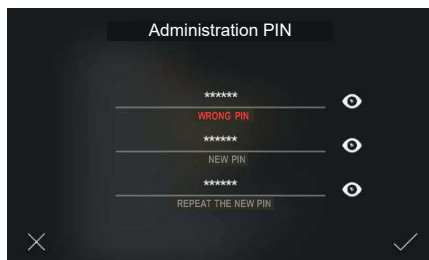 Administration PIN
******
WRONG PIN
******
NEW PIN
******
REPEAT THE NEW PIN